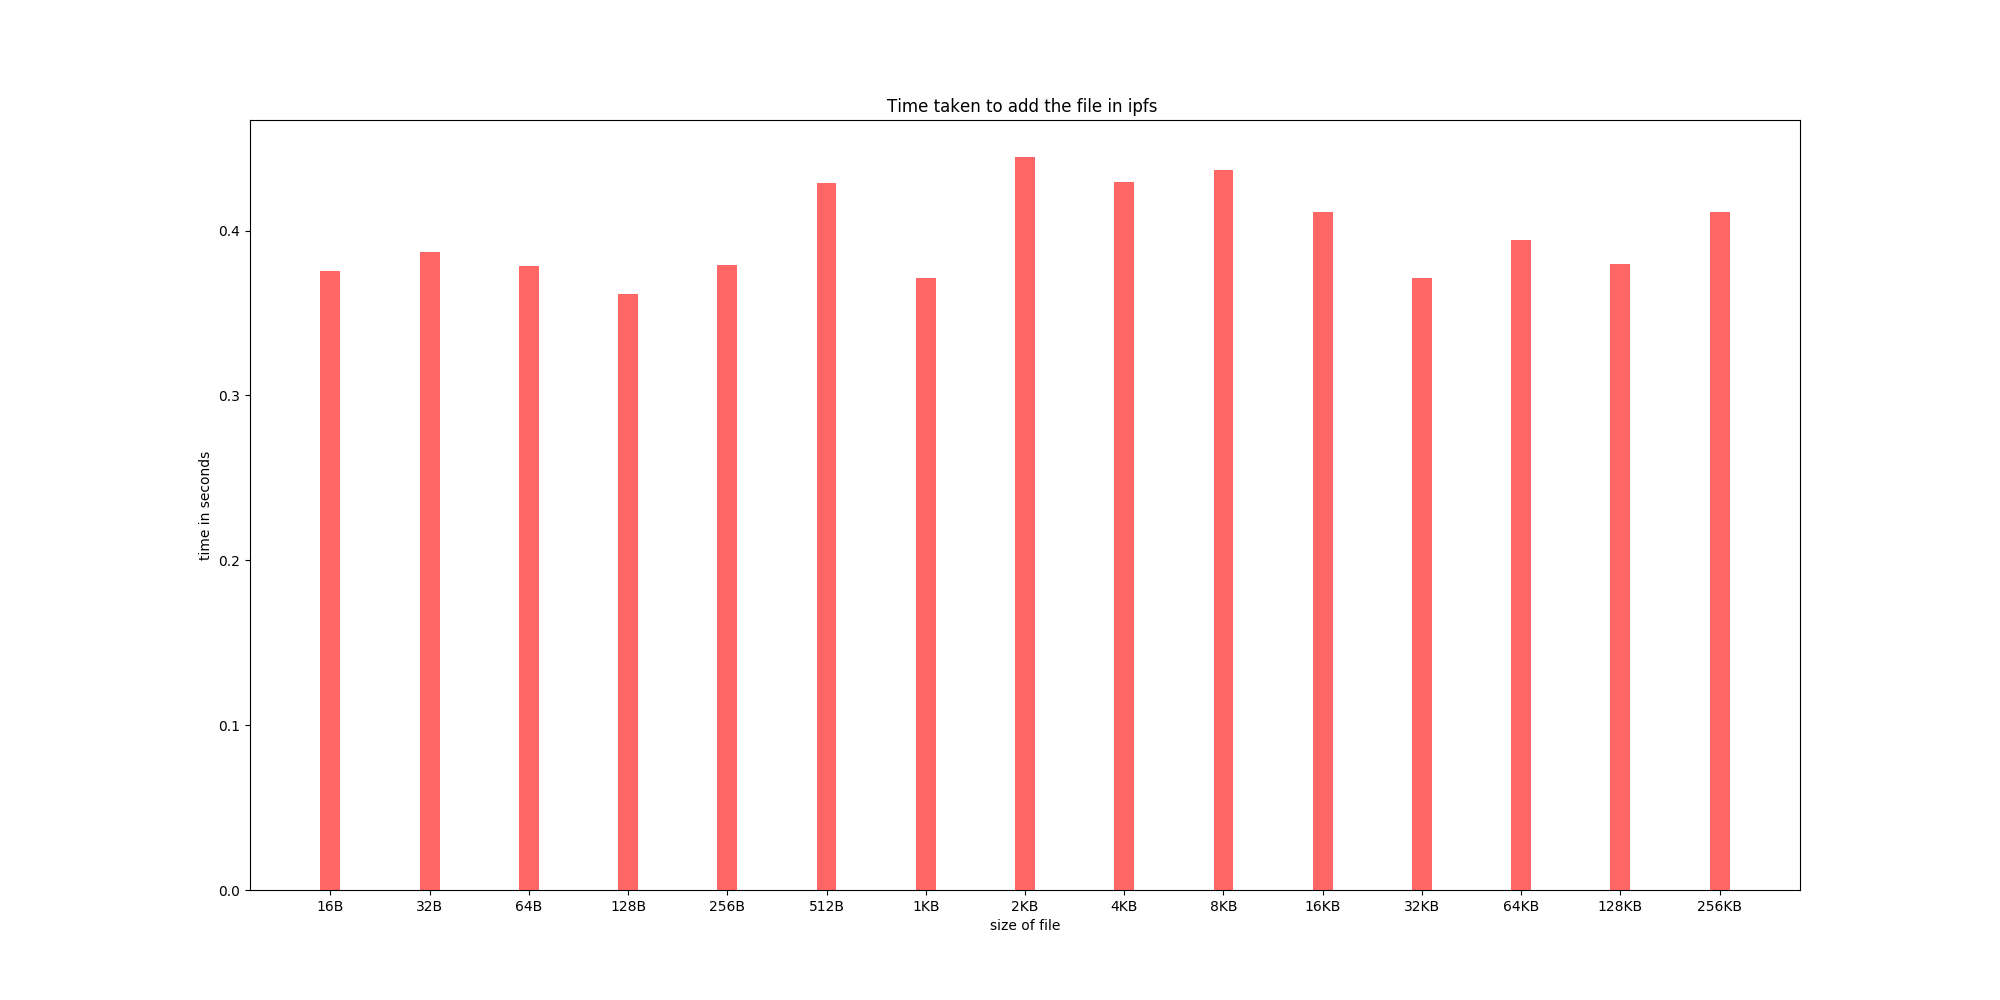 Time taken to add the file in ipfs
0.4
0.3
0.2
0.1
0.0
time in seconds
16B 32B 64B 128B 256B 512B 1KB 2KB 4KB 8KB 16KB 32KB 64KB 128KB 256KB
size of file